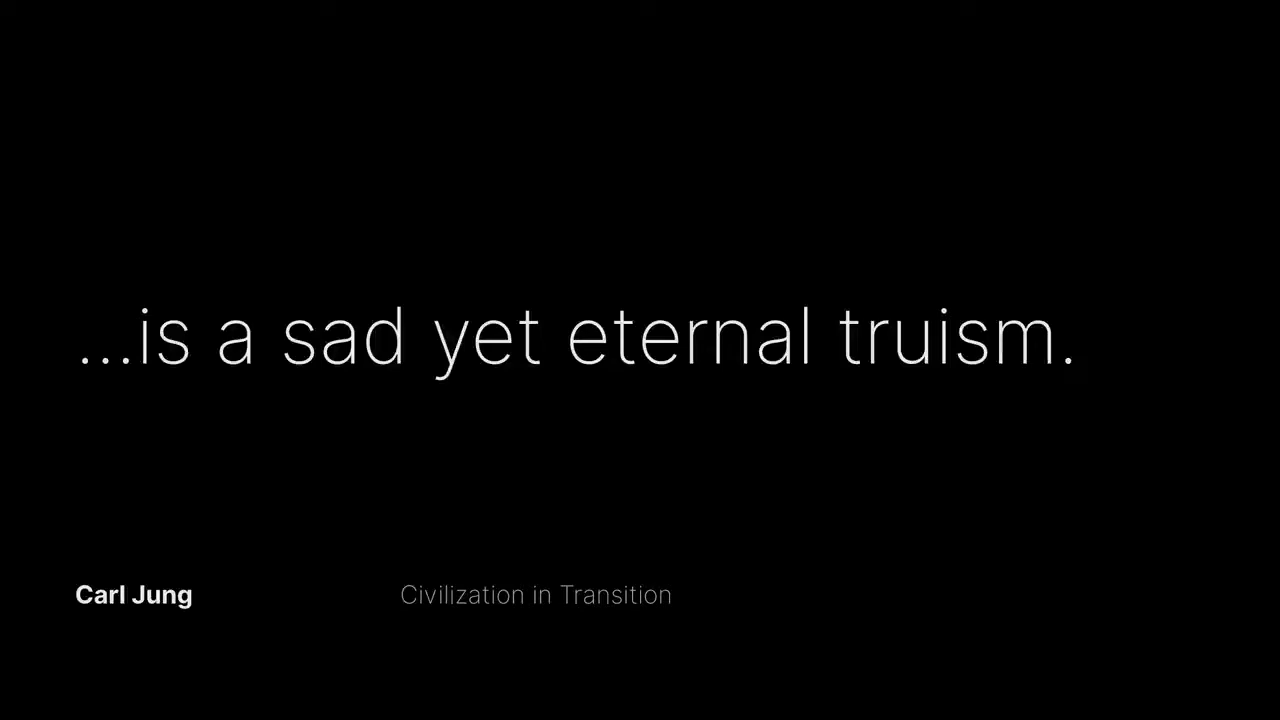 ...is a sad yet eternal truism.
Carl Jung Civilization in Transition